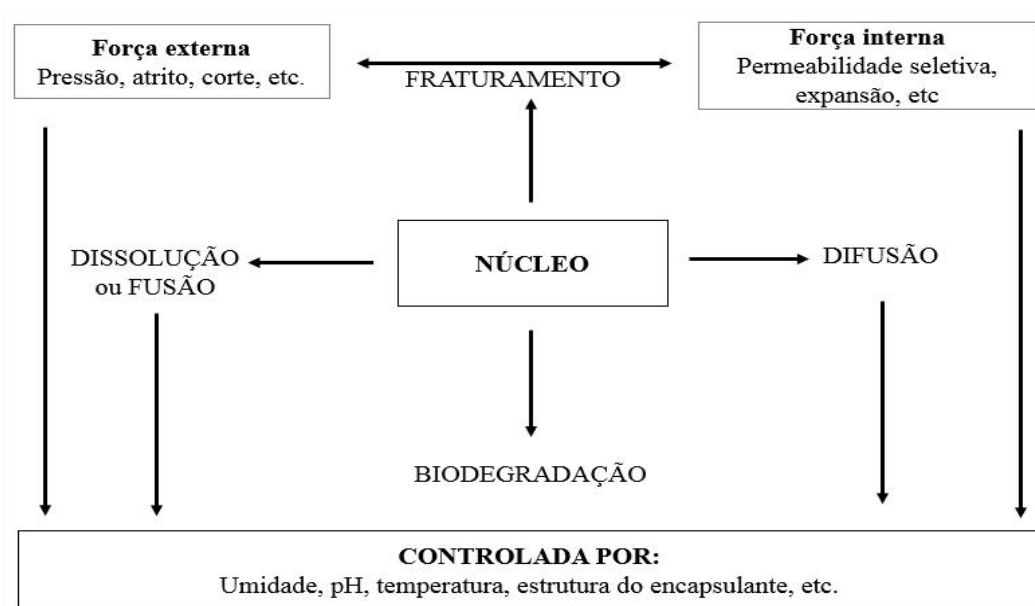 Força externa
Pressão, atrito, corte, etc.
Força interna
Permeabilidade seletiva,
expansão, etc
FRATURAMENTO
DISSOLUÇÃO
ou FUSÃO
NÚCLEO
DIFUSÃO
BIODEGRADAÇÃO
CONTROLADA POR:
Umidade, pH, temperatura, estrutura do encapsulante, etc.